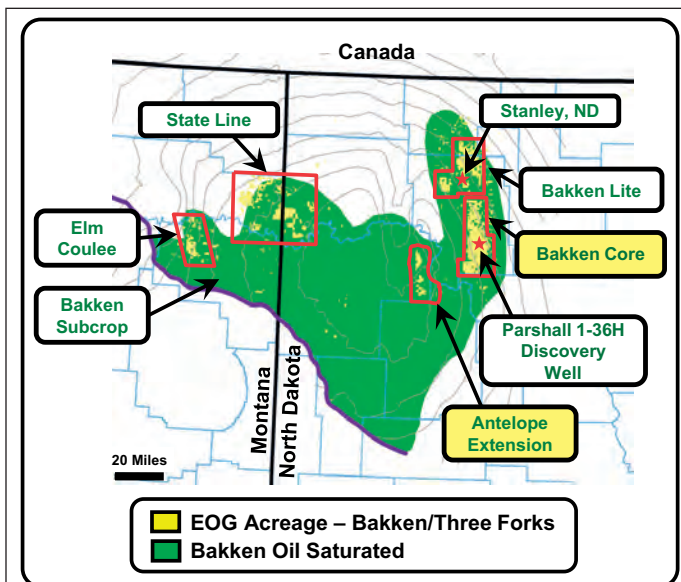 Canada
State Line
Stanley, ND
Bakken Lite
Elm
Coulee
Bakken Core
Bakken
Subcrop
Parshall 1-36H
Discovery
Well
Montana
North Dakota
Antelope
Extension
20 Miles
EOG Acreage – Bakken/Three Forks
Bakken Oil Saturated